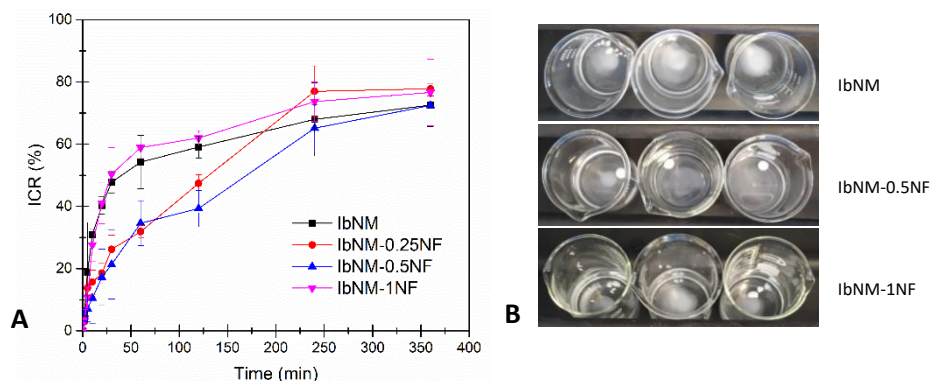 100
80
60
40
20
0
ICR (%)
IbNM
IbNM-0.25NF
IbNM-0.5NF
IbNM-1NF
0 50 100 150 200 250 300 350 400
Time (min)
A
B
IbNM
IbNM-0.5NF
IbNM-1NF